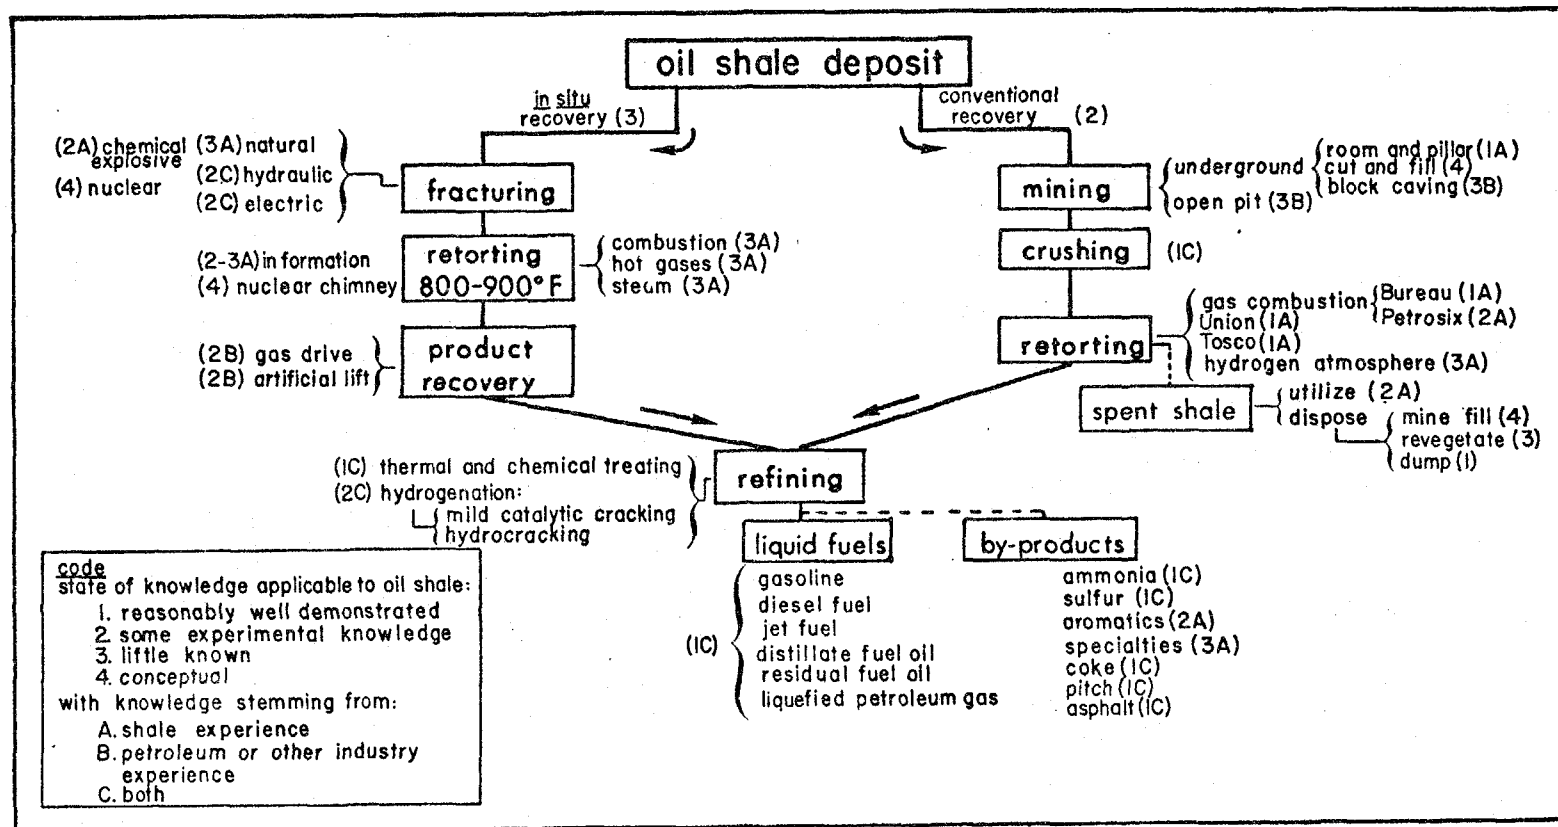 oil shale deposit
in situ
recovery (3)
conventional
recovery (2)
(2A) chemical
explosive
(4) nuclear
(3A) natural
(2C) hydraulic
(2C) electric
fracturing
mining
underground
open pit (3B)
room and pillar (1A)
cut and fill (4)
block caving (3B)
(2-3A) in formation
(4) nuclear chimney
retorting
800-900°F
combustion (3A)
hot gases (3A)
steam (3A)
crushing
(1C)
(2B) gas drive
(2B) artificial lift
product
recovery
retorting
gas combustion
Bureau (1A)
Petrosix (2A)
Union (1A)
Tosco (1A)
hydrogen atmosphere (3A)
spent shale
utilize (2A)
dispose
mine fill (4)
revegetate (3)
dump (1)
(1C) thermal and chemical treating
(2C) hydrogenation:
mild catalytic cracking
hydrocracking
refining
liquid fuels
by-products
(1C)
gasoline
diesel fuel
jet fuel
distillate fuel oil
residual fuel oil
liquefied petroleum gas
ammonia (1C)
sulfur (1C)
aromatics (2A)
specialties (3A)
coke (1C)
pitch (1C)
asphalt (1C)
code
state of knowledge applicable to oil shale:
1. reasonably well demonstrated
2. some experimental knowledge
3. little known
4. conceptual
with knowledge stemming from:
A. shale experience
B. petroleum or other industry
experience
C. both